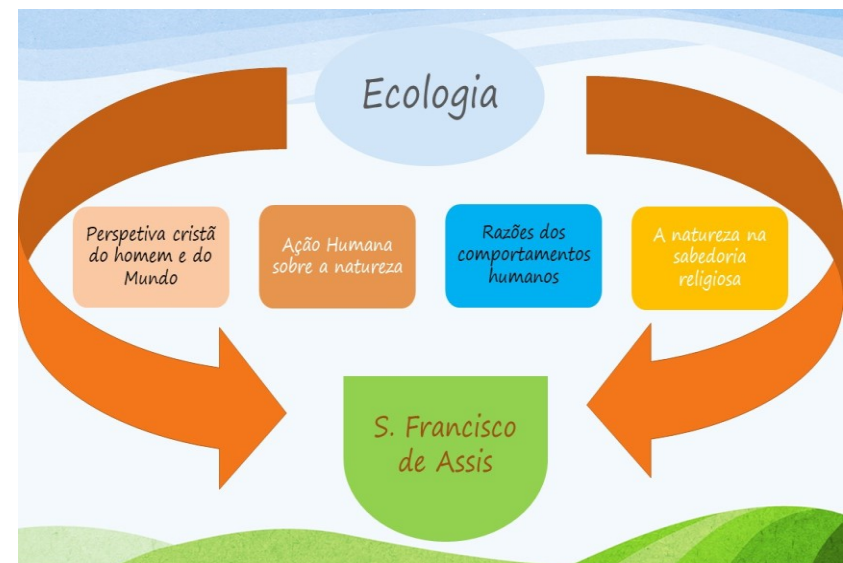 Ecologia
Perspetiva cristã
do homem e do
Mundo
Ação Humana
sobre a natureza
Razões dos
comportamentos
humanos
A natureza na
sabedoria
religiosa
S. Francisco
de Assis